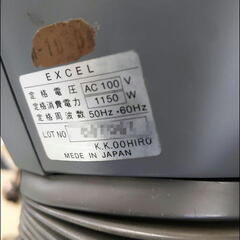 EXCEL
定格電圧 AC 100 V
定格消費電力 1150 W
定格周波数 50Hz -60Hz
LOT NO
K.K.OOHIRO
MADE IN JAPAN